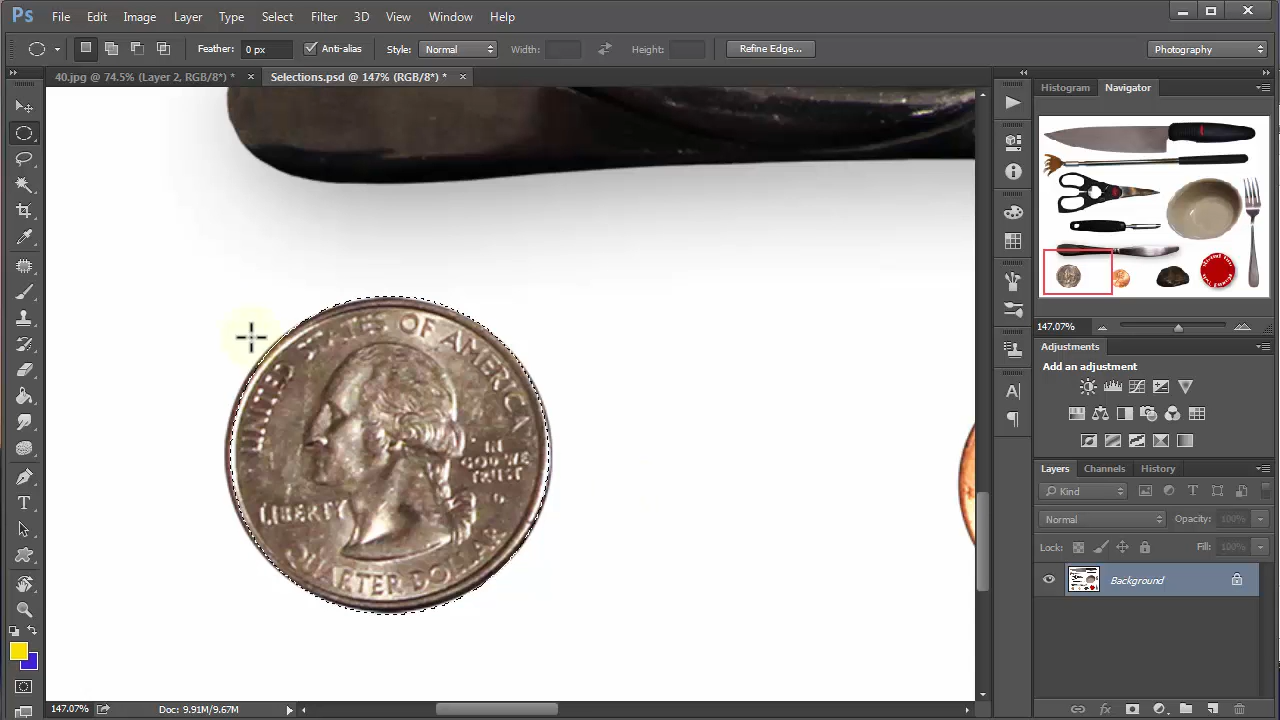 Ps File Edit Image Layer Type Select Filter 3D View Window Help
Feather: 0 px Anti-alias Style: Normal Width: Height: Refine Edge... Photography
40.jpg @ 74.5% (Layer 2, RGB/8*) * × Selections.psd @ 147% (RGB/8*) * ×
Histogram Navigator
UNITED STATES OF AMERICA
IN
GOD WE
TRUST
LIBERTY
QUARTER DOLLAR
147.07%
Adjustments
Add an adjustment
Layers Channels History
Kind
Normal Opacity: 100%
Lock: Fill: 100%
Background
147.07% Doc: 9.91M/9.67M